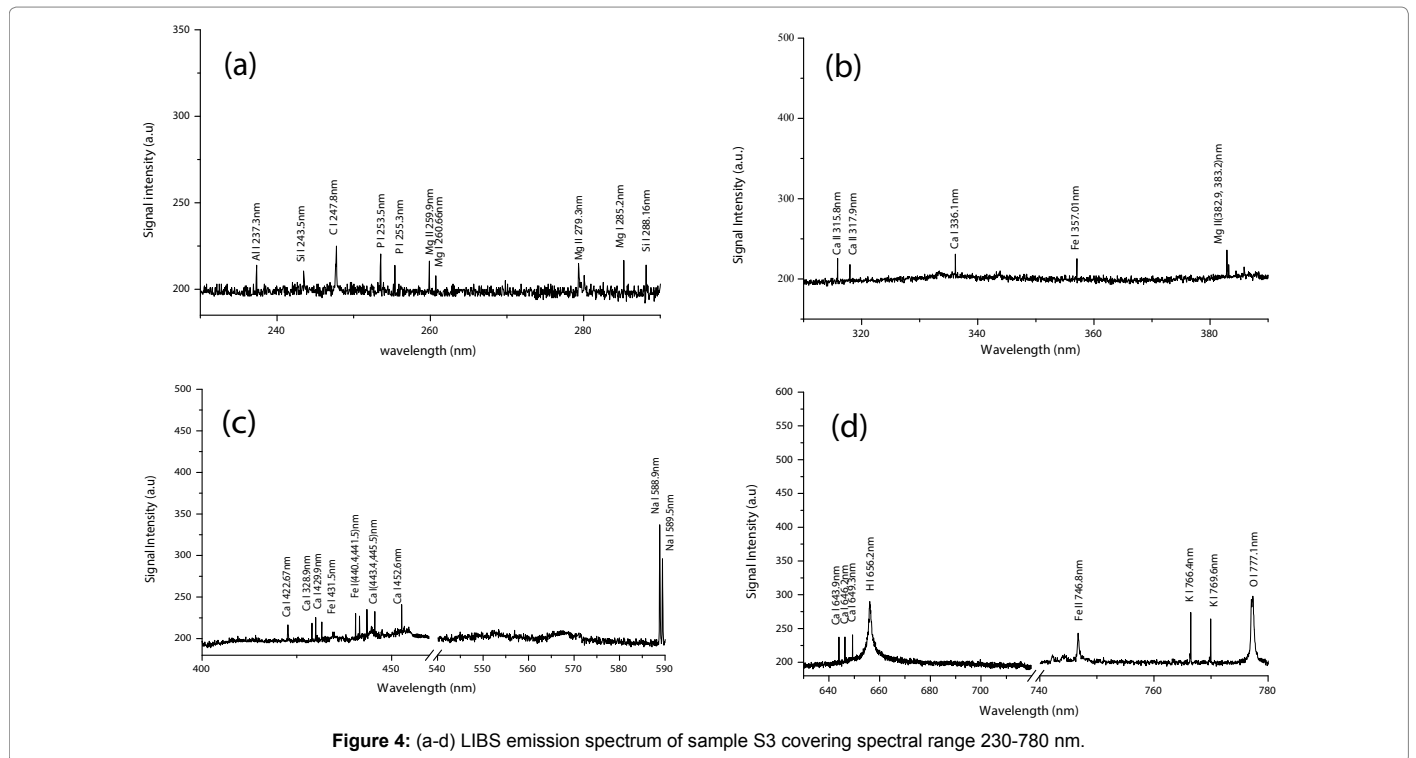 (a)
350
300
250
200
240
260
280
Signal intensity (a.u)
wavelength (nm)
Al I 237.3nm
Si I 243.5nm
C I 247.8nm
P I 253.5nm
P I 255.3nm
Mg II 259.9nm
Mg I 260.66nm
Mg II 279.3nm
Mg I 285.2nm
Si I 288.16nm
(b)
500
400
300
200
320
340
360
380
Signal Intensity (a.u.)
Wavelength (nm)
Ca II 315.8nm
Ca II 317.9nm
Ca I 336.1nm
Fe I 357.01nm
Mg II(382.9, 383.2)nm
(c)
500
450
400
350
300
250
200
400
450
540
550
560
570
580
590
Signal Intensity (a.u)
Wavelength (nm)
Ca I 422.67nm
Ca I 328.9nm
Ca I 429.9nm
Fe I 431.5nm
Fe I(440.4,441.5)nm
Ca I(443.4,445.5)nm
Ca I 452.6nm
Na I 588.9nm
Na I 589.5nm
(d)
600
550
500
450
400
350
300
250
200
640
660
680
700
740
760
780
Signal Intensity (a.u)
Wavelength (nm)
Ca I 643.9nm
Ca I 646.2nm
Ca I 649.3nm
H I 656.2nm
Fe II 746.8nm
K I 766.4nm
K I 769.6nm
O I 777.1nm
Figure 4: (a-d) LIBS emission spectrum of sample S3 covering spectral range 230-780 nm.